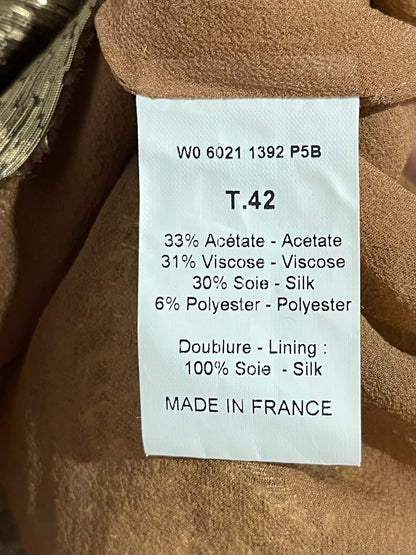 W0 6021 1392 P5B
T.42
33% Acétate - Acetate
31% Viscose - Viscose
30% Soie - Silk
6% Polyester - Polyester
Doublure - Lining :
100% Soie - Silk
MADE IN FRANCE